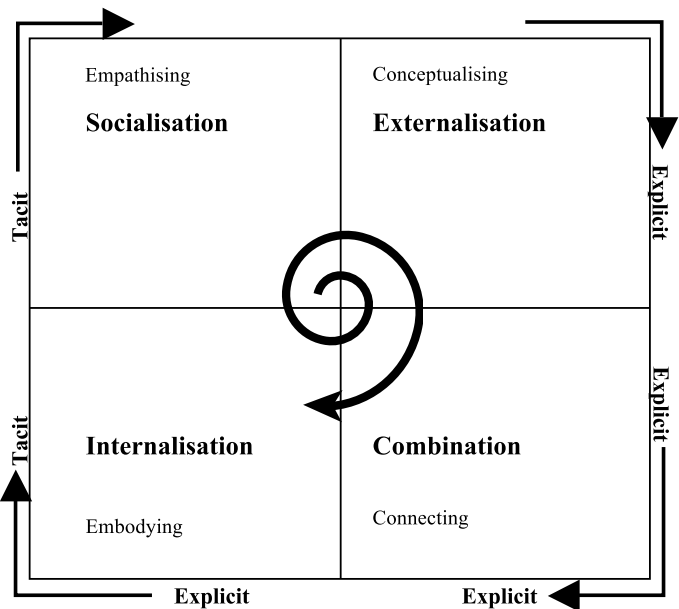 Empathising
Conceptualising
Socialisation
Externalisation
Tacit
Explicit
Explicit
Tacit
Internalisation
Combination
Embodying
Connecting
Explicit
Explicit